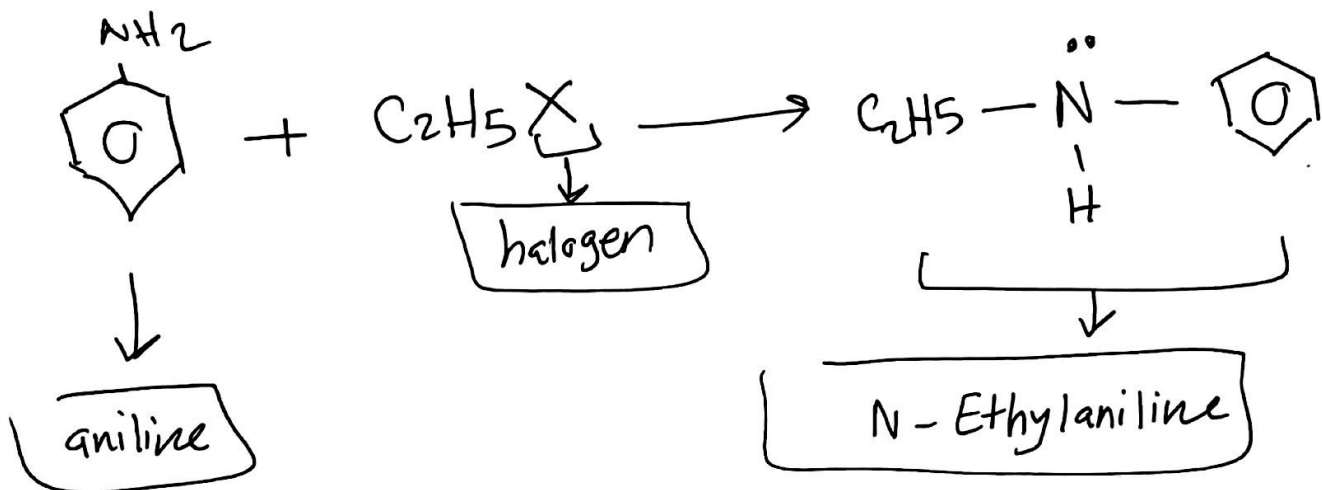 NH2
+ C2H5X → C2H5 — N̈ —
H
halogen
aniline
N - Ethylaniline